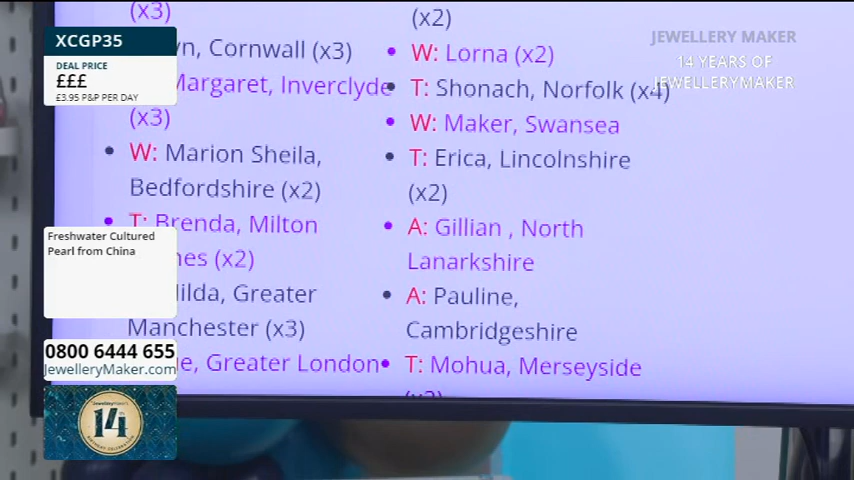 XCGP35
DEAL PRICE
£££
£3.95 P&P PER DAY
Freshwater Cultured
Pearl from China
0800 6444 655
JewelleryMaker.com
14
JEWELLERY MAKER
14 YEARS OF
JEWELLERYMAKER
(x3)
Cornwall (x3)
Margaret, Inverclyde
(x3)
• W: Marion Sheila,
Bedfordshire (x2)
• T: Brenda, Milton
(x2)
Greater
Manchester (x3)
Greater London
(x2)
• W: Lorna (x2)
• T: Shonach, Norfolk (x4)
• W: Maker, Swansea
• T: Erica, Lincolnshire
(x2)
• A: Gillian , North
Lanarkshire
• A: Pauline,
Cambridgeshire
• T: Mohua, Merseyside